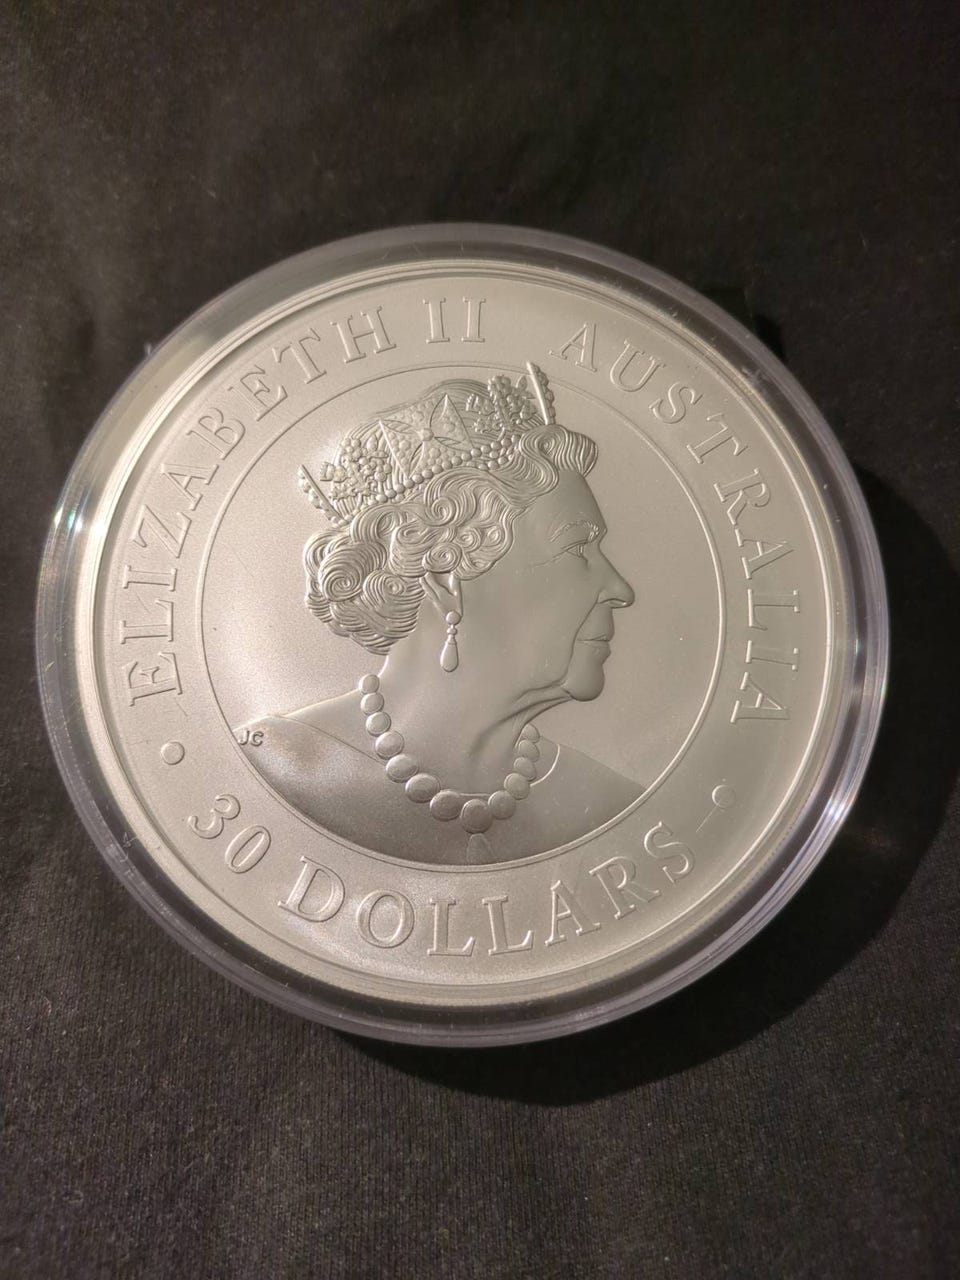 ELIZABETH II AUSTRALIA
JC
30 DOLLARS